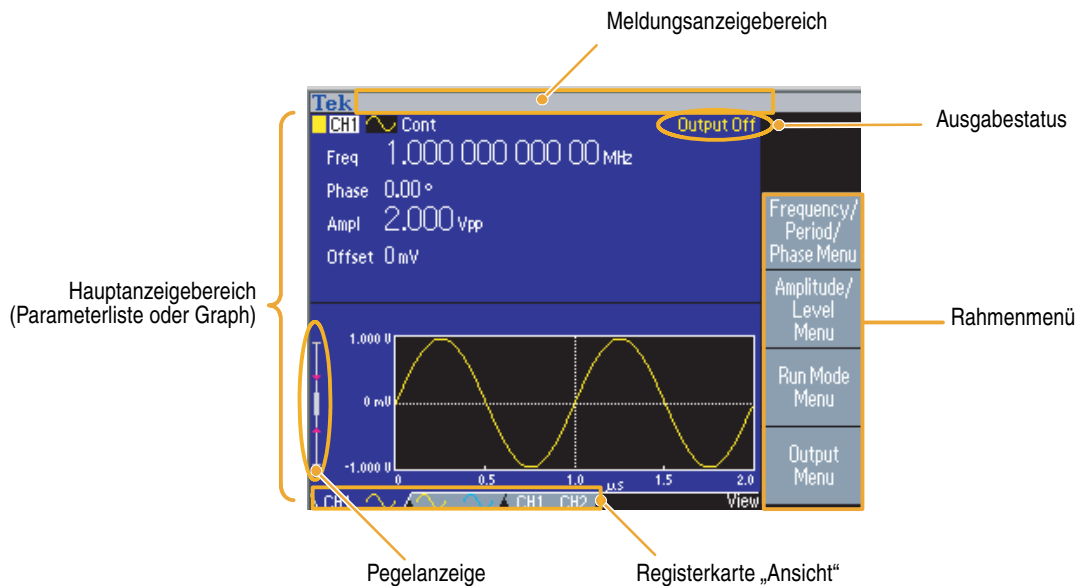 Meldungsanzeigebereich
Tek
CH1 Cont Output Off
Ausgabestatus
Freq 1.000 000 000 00 MHz
Phase 0.00 °
Ampl 2.000 Vpp
Offset 0 mV
Frequency/
Period/
Phase Menu
Amplitude/
Level
Menu
Run Mode
Menu
Output
Menu
Hauptanzeigebereich
(Parameterliste oder Graph)
Rahmenmenü
1.000 V
0 mV
-1.000 V
0 0.5 1.0 1.5 2.0
µs
CH1 CH1 CH2 View
Pegelanzeige
Registerkarte „Ansicht“